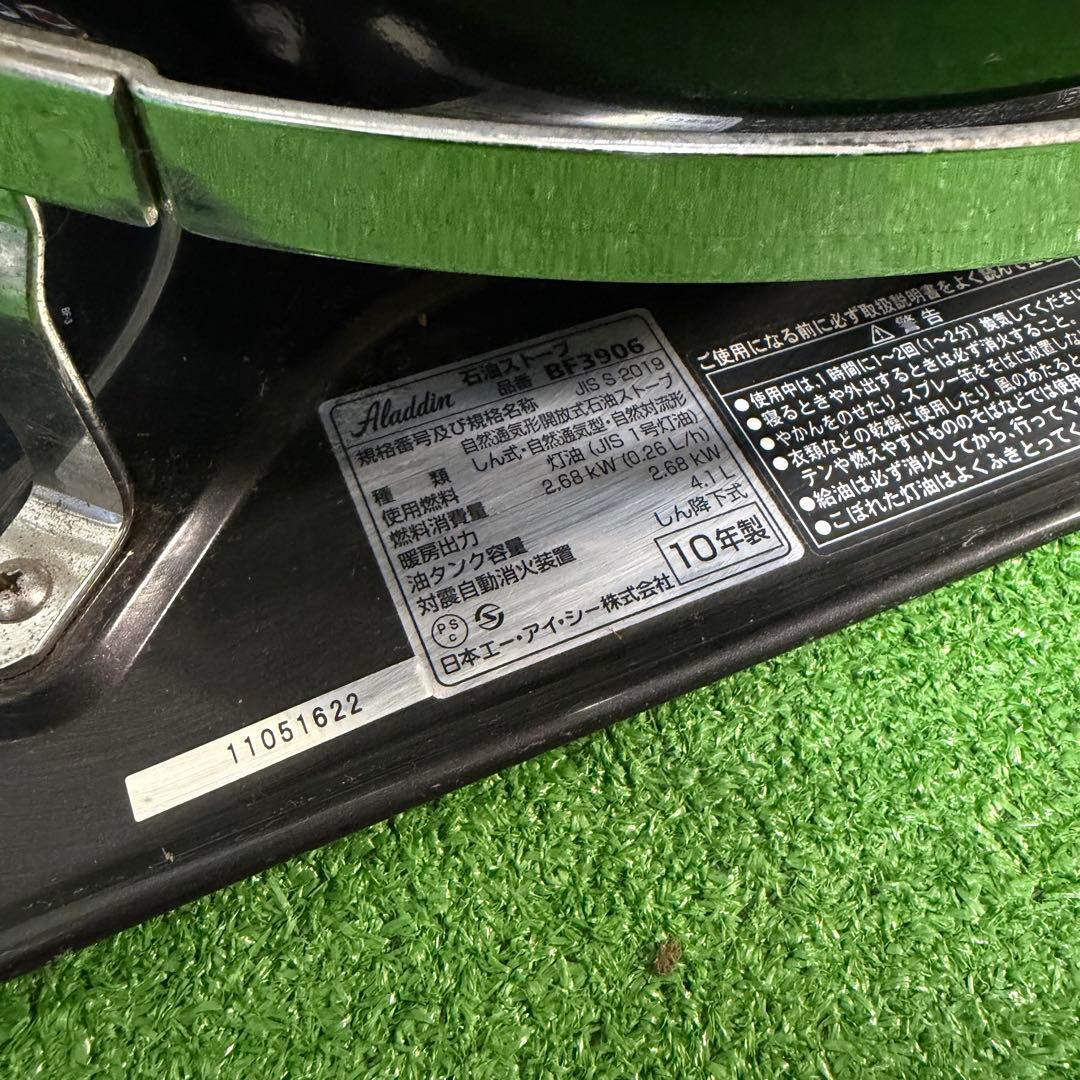 Aladdin
石油ストーブ
品番 BF3906
規格番号及び規格名称 JIS S 2019
自然通気形開放式石油ストーブ
種類 しん式・自然通気型・自然対流形
使用燃料 灯油(JIS 1号灯油)
燃料消費量 2.68 kW (0.26 L/h)
暖房出力 2.68 kW
油タンク容量 4.1 L
対震自動消火装置 しん降下式
PS C
10年製
日本エー・アイ・シー株式会社
11051622
ご使用になる前に必ず取扱説明書をよく読んで
警告
●使用中は、1時間に1~2回(1~2分)換気してください
●寝るときや外出するときは必ず消火すること。
●やかんをのせたり、スプレー缶をそばに放置しな
●衣類などの乾燥に使用したり、風のあたると
テンや燃えやすいもののそばなどでは使用
●給油は必ず消火してから、行ってく
●こぼれた灯油はよくふきとってく